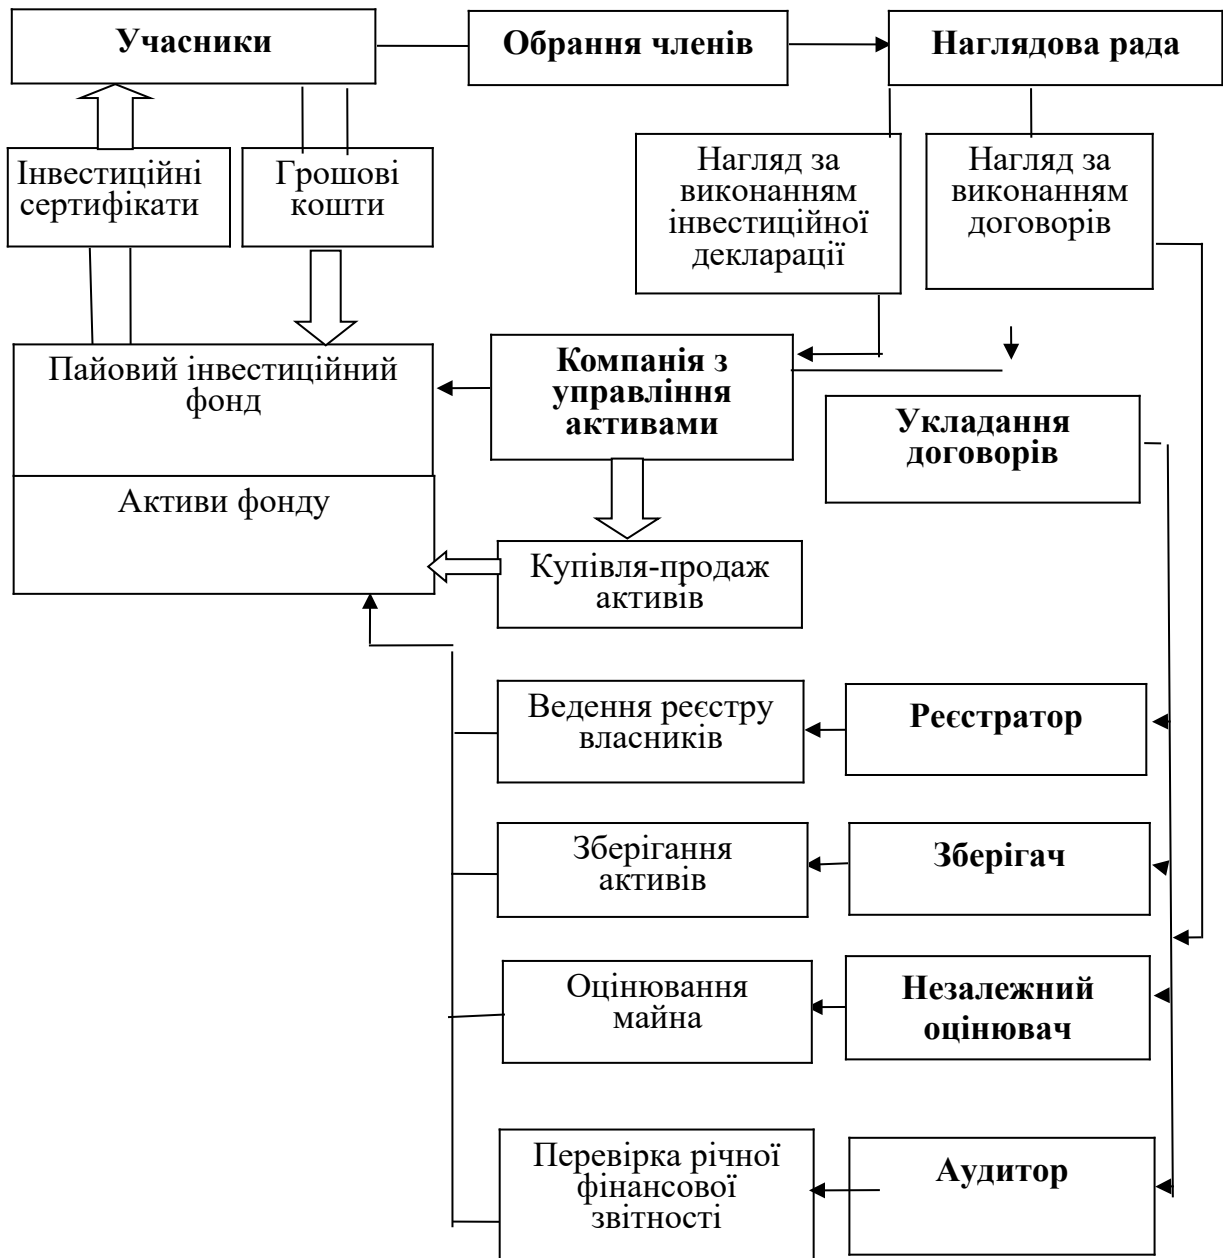 Учасники
Обрання членів
Наглядова рада
Інвестиційні
сертифікати
Грошові
кошти
Нагляд за
виконанням
інвестиційної
декларації
Нагляд за
виконанням
договорів
Пайовий інвестиційний
фонд
Компанія з
управління
активами
Укладання
договорів
Активи фонду
Купівля-продаж
активів
Ведення реєстру
власників
Реєстратор
Зберігання
активів
Зберігач
Оцінювання
майна
Незалежний
оцінювач
Перевірка річної
фінансової
звітності
Аудитор